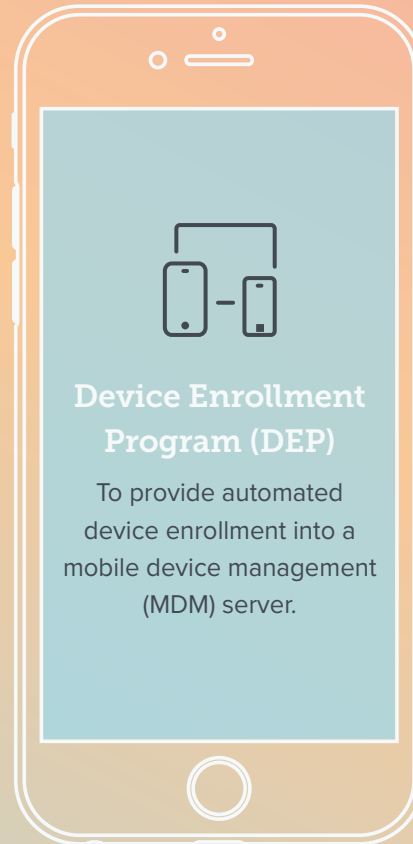 Device Enrollment
Program (DEP)
To provide automated
device enrollment into a
mobile device management
(MDM) server.